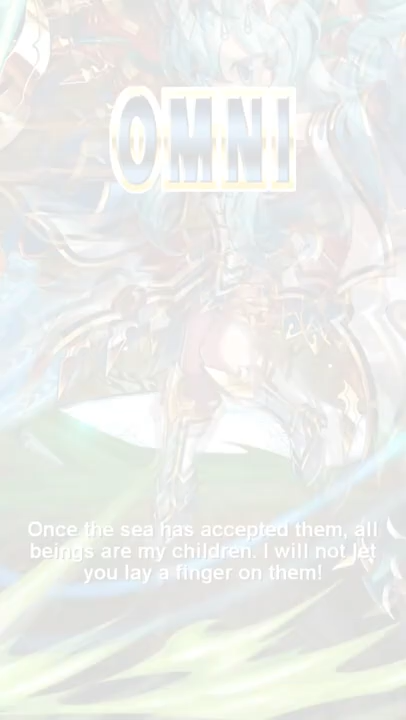 OMNI
Once the sea has accepted them, all
beings are my children. I will not let
you lay a finger on them!